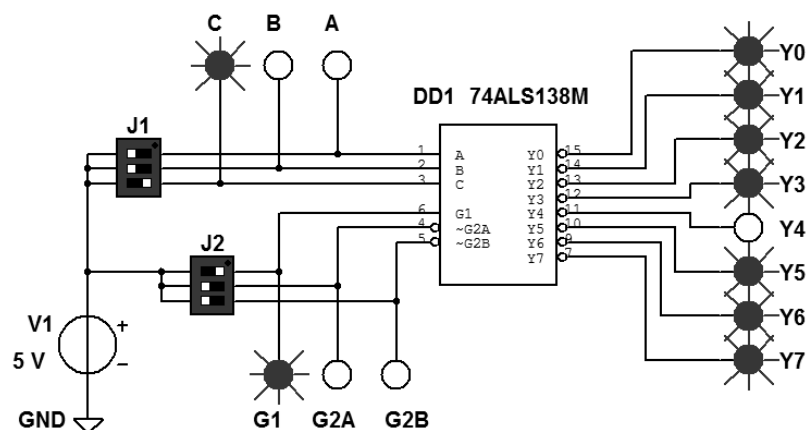 C B A
DD1 74ALS138M
J1
1 A Y0 15 Y0
2 B Y1 14 Y1
3 C Y2 13 Y2
Y3 12 Y3
6 G1 Y4 11 Y4
4 ~G2A Y5 10 Y5
5 ~G2B Y6 9 Y6
Y7 7 Y7
J2
V1 +
5 V −
GND G1 G2A G2B